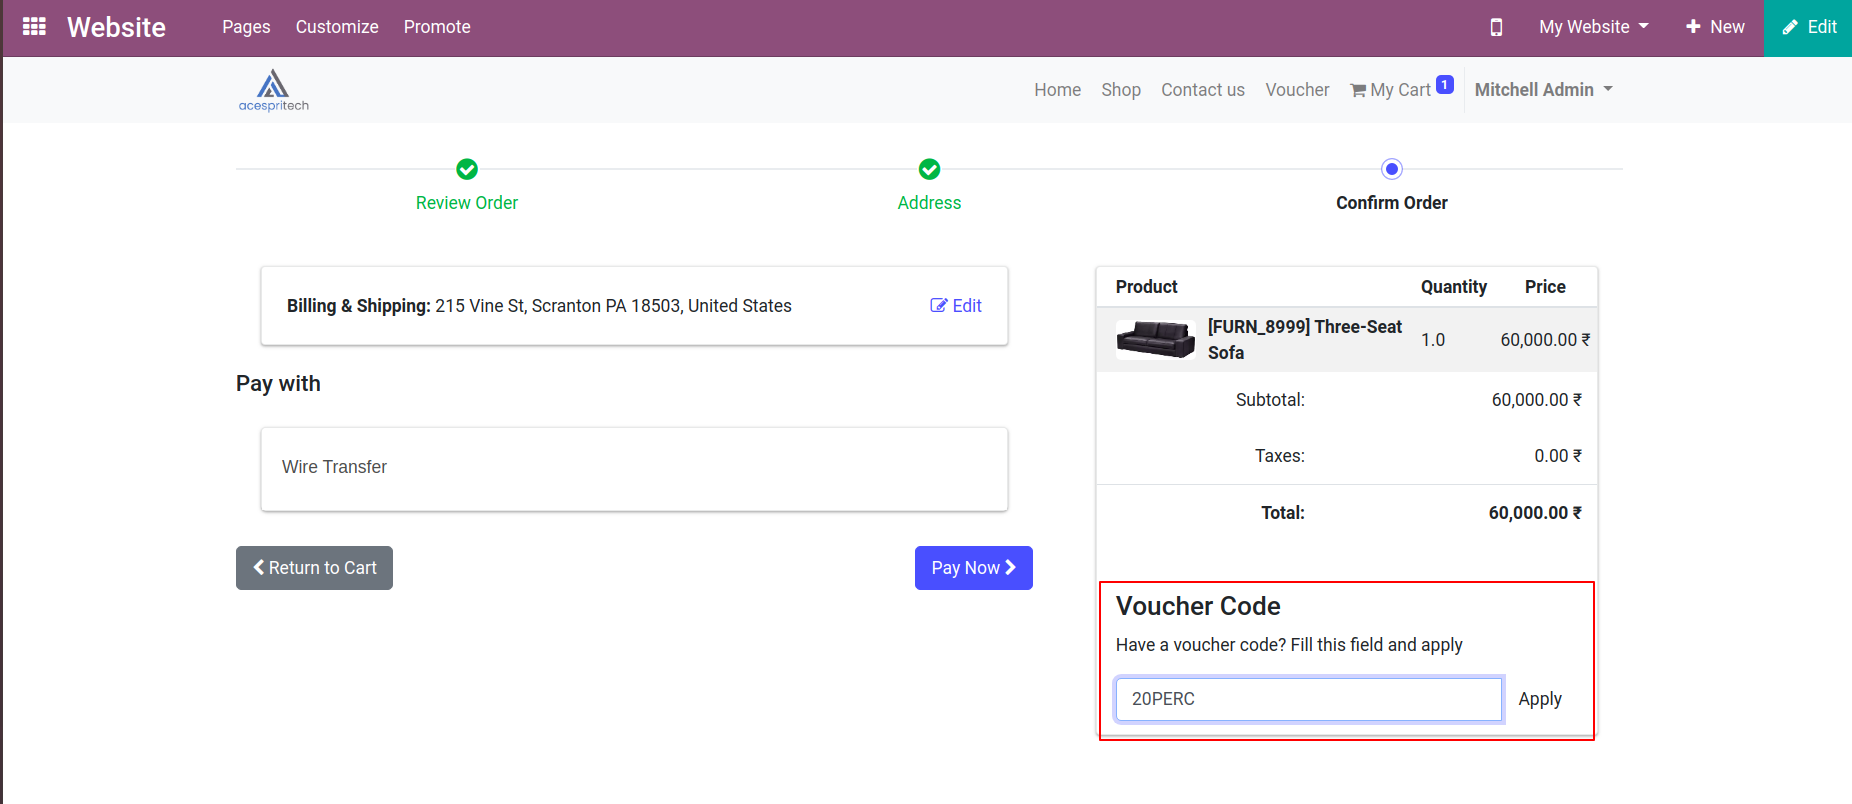 Website Pages Customize Promote My Website New Edit
acespritech Home Shop Contact us Voucher My Cart 1 Mitchell Admin
Review Order Address Confirm Order
Billing & Shipping: 215 Vine St, Scranton PA 18503, United States Edit
Pay with
Wire Transfer
Return to Cart Pay Now
Product Quantity Price
[FURN_8999] Three-Seat
Sofa 1.0 60,000.00 ₹
Subtotal: 60,000.00 ₹
Taxes: 0.00 ₹
Total: 60,000.00 ₹
Voucher Code
Have a voucher code? Fill this field and apply
20PERC Apply